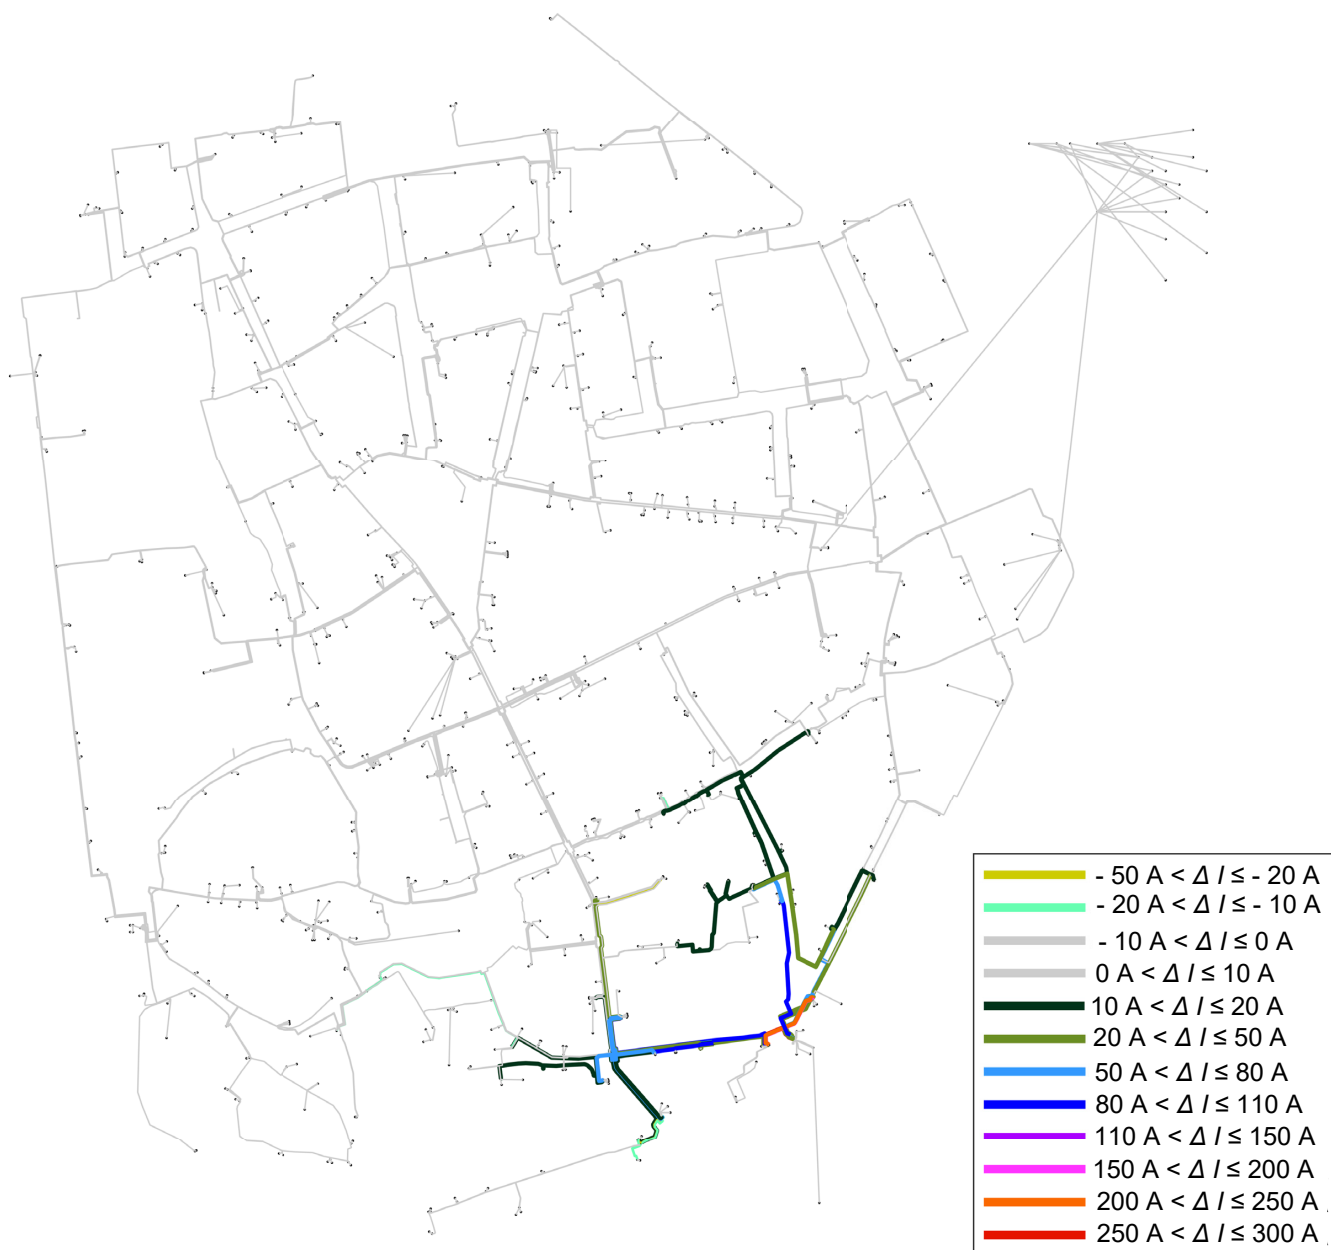 - 50 A < Δ I ≤ - 20 A
- 20 A < Δ I ≤ - 10 A
- 10 A < Δ I ≤ 0 A
0 A < Δ I ≤ 10 A
10 A < Δ I ≤ 20 A
20 A < Δ I ≤ 50 A
50 A < Δ I ≤ 80 A
80 A < Δ I ≤ 110 A
110 A < Δ I ≤ 150 A
150 A < Δ I ≤ 200 A
200 A < Δ I ≤ 250 A
250 A < Δ I ≤ 300 A